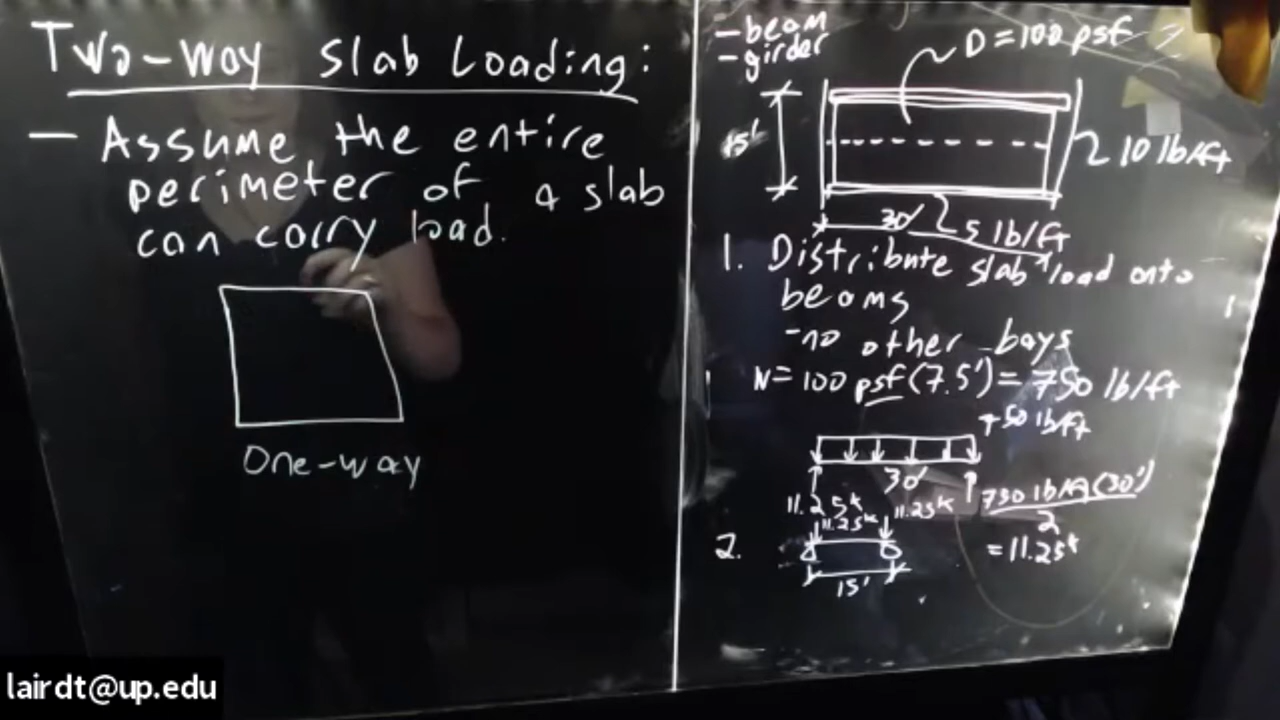 Two-way slab Loading:
- Assume the entire
perimeter of a slab
can carry load.
One-way
- beam
- girder
D = 100 psf
15'
10 lb/ft
30'
5 lb/ft
1. Distribute slab load onto
beams
- no other bays
W = 100 psf (7.5') = 750 lb/ft
+ 50 lb/ft
30'
11.25k
750 lb/ft (30')
2
= 11.25k
11.25k
11.25k
2.
15'
lairdt@up.edu